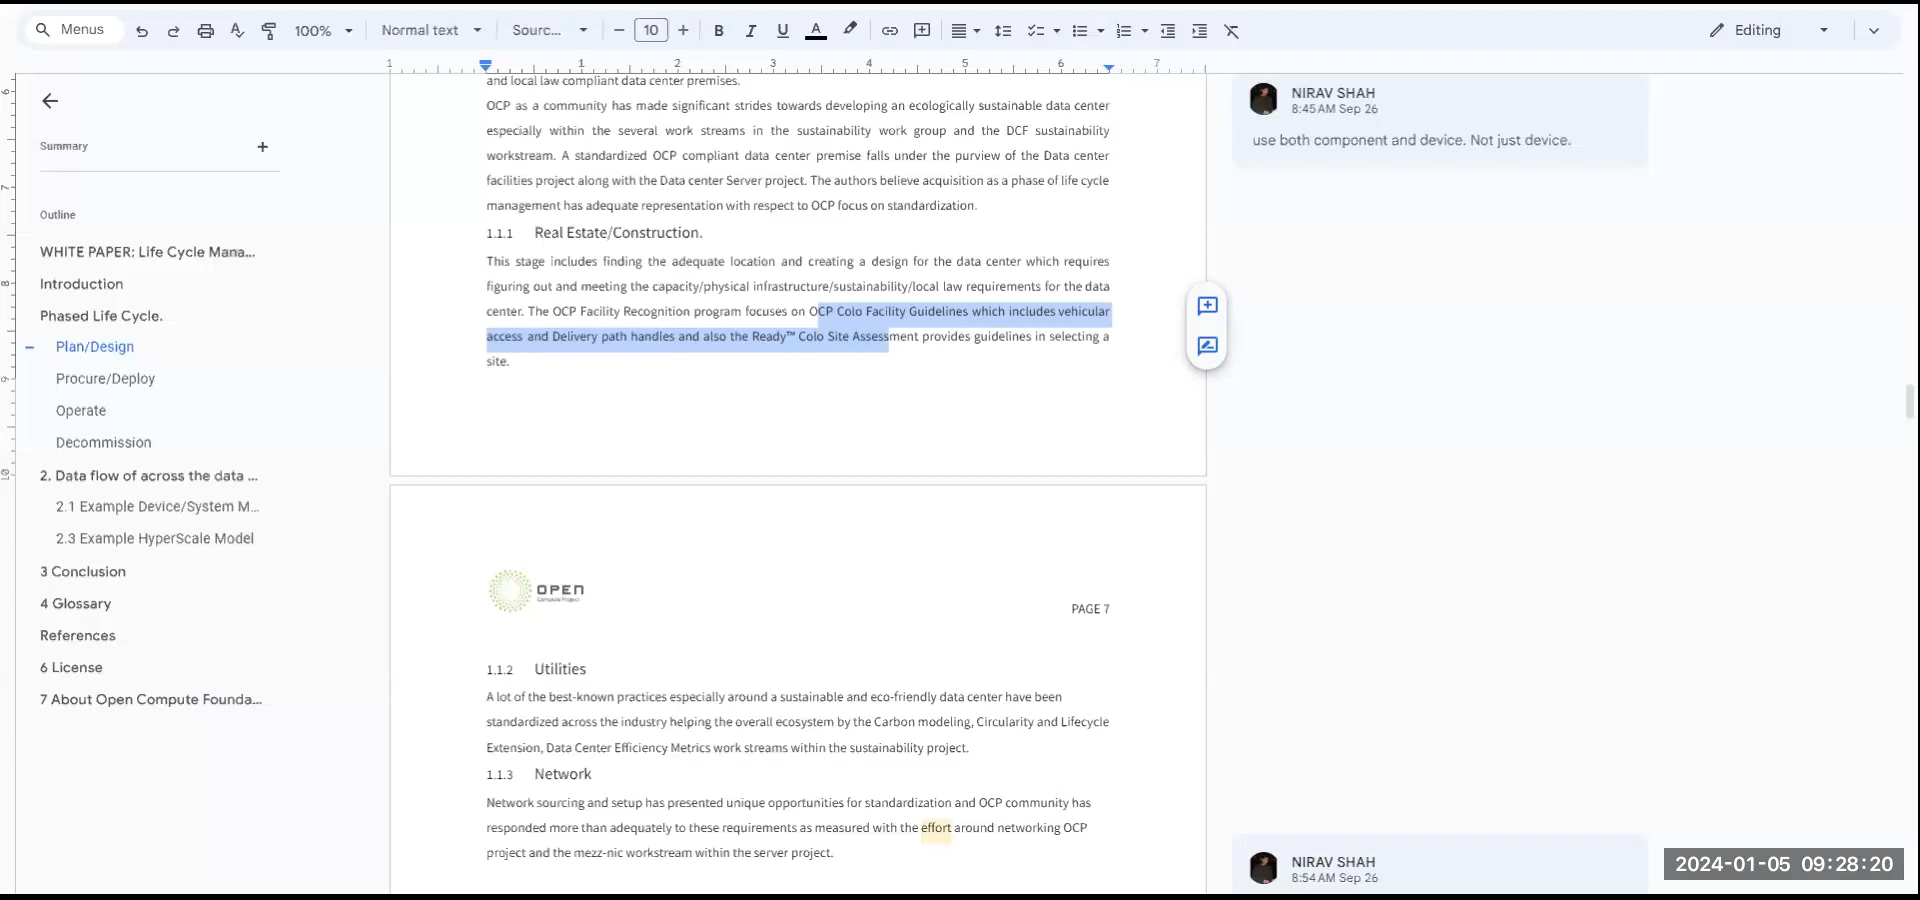 Menus
100%
Normal text
Sourc...
10
B
I
U
A
Editing
1 1 2 3 4 5 6 7
6
7
8
9
10
Summary
Outline
WHITE PAPER: Life Cycle Mana...
Introduction
Phased Life Cycle.
Plan/Design
Procure/Deploy
Operate
Decommission
2. Data flow of across the data ...
2.1 Example Device/System M...
2.3 Example HyperScale Model
3 Conclusion
4 Glossary
References
6 License
7 About Open Compute Founda...
and local law compliant data center premises.
OCP as a community has made significant strides towards developing an ecologically sustainable data center
especially within the several work streams in the sustainability work group and the DCF sustainability
workstream. A standardized OCP compliant data center premise falls under the purview of the Data center
facilities project along with the Data center Server project. The authors believe acquisition as a phase of life cycle
management has adequate representation with respect to OCP focus on standardization.
1.1.1 Real Estate/Construction.
This stage includes finding the adequate location and creating a design for the data center which requires
figuring out and meeting the capacity/physical infrastructure/sustainability/local law requirements for the data
center. The OCP Facility Recognition program focuses on OCP Colo Facility Guidelines which includes vehicular
access and Delivery path handles and also the Ready™ Colo Site Assessment provides guidelines in selecting a
site.
OPEN
Compute Project
PAGE 7
1.1.2 Utilities
A lot of the best-known practices especially around a sustainable and eco-friendly data center have been
standardized across the industry helping the overall ecosystem by the Carbon modeling, Circularity and Lifecycle
Extension, Data Center Efficiency Metrics work streams within the sustainability project.
1.1.3 Network
Network sourcing and setup has presented unique opportunities for standardization and OCP community has
responded more than adequately to these requirements as measured with the effort around networking OCP
project and the mezz-nic workstream within the server project.
NIRAV SHAH
8:45 AM Sep 26
use both component and device. Not just device.
NIRAV SHAH
8:54 AM Sep 26
2024-01-05 09:28:20